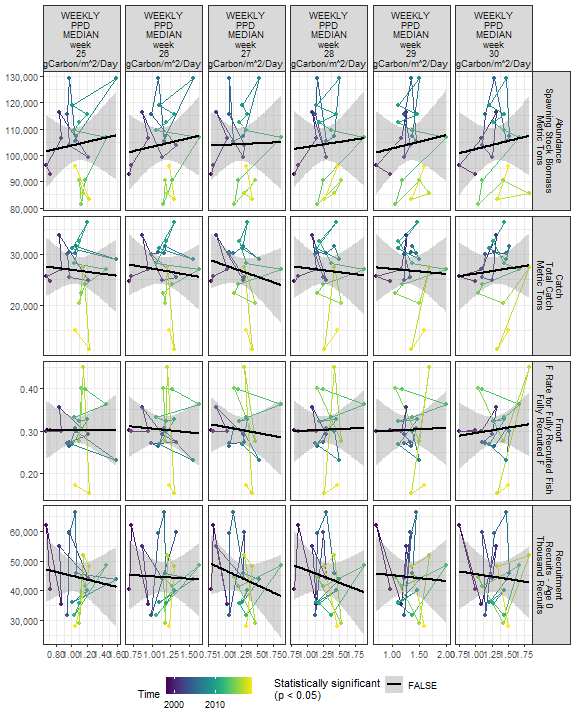 WEEKLY
PPD
MEDIAN
week
25
gCarbon/m^2/Day
WEEKLY
PPD
MEDIAN
week
26
gCarbon/m^2/Day
WEEKLY
PPD
MEDIAN
week
27
gCarbon/m^2/Day
WEEKLY
PPD
MEDIAN
week
28
gCarbon/m^2/Day
WEEKLY
PPD
MEDIAN
week
29
gCarbon/m^2/Day
WEEKLY
PPD
MEDIAN
week
30
gCarbon/m^2/Day
130,000
120,000
110,000
100,000
90,000
80,000
Abundance
Spawning Stock Biomass
Metric Tons
30,000
20,000
Catch
Total Catch
Metric Tons
0.40
0.30
0.20
Fmort
F Rate for Fully Recruited Fish
Fully Recruited F
60,000
50,000
40,000
30,000
Recruitment
Recruits - Age 0
Thousand Recruits
1.00
1.50
2.00
Time
2000
2010
Statistically significant
(p < 0.05)
FALSE